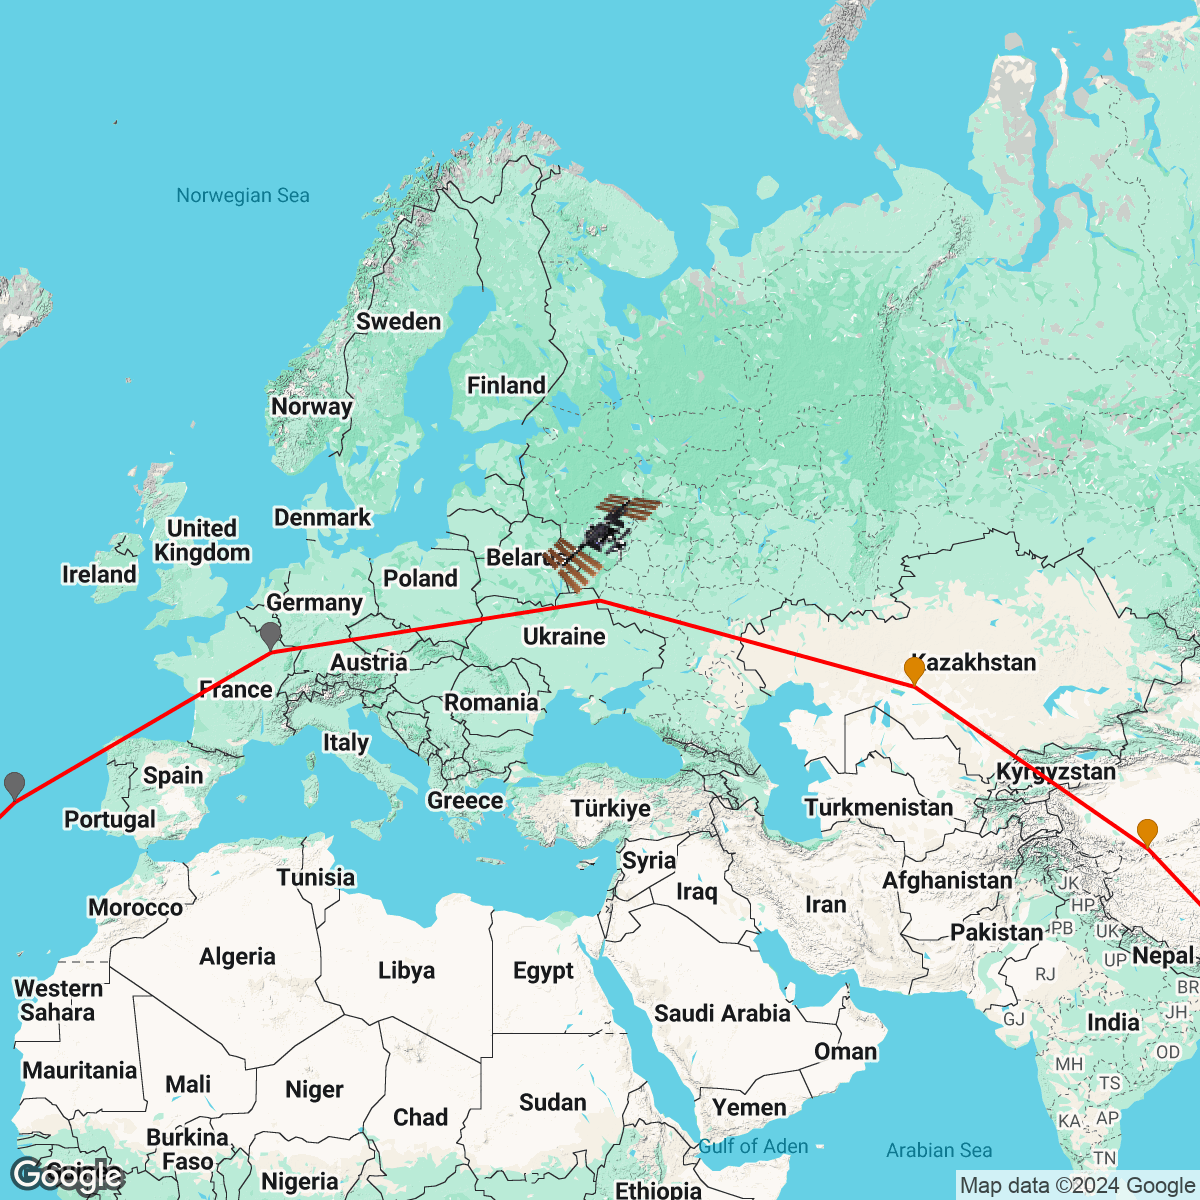 Norwegian Sea
Sweden
Finland
Norway
Denmark
United
Kingdom
Ireland
Belaru
Poland
Germany
Ukraine
Austria
France
Kazakhstan
Romania
Italy
Spain
Kyrgyzstan
Greece
Türkiye
Turkmenistan
Portugal
Syria
Tunisia
Afghanistan
JK
Iraq
Iran
HP
Morocco
Pakistan
PB
UK
Algeria
Libya
Egypt
UP
Nepal
RJ
Western
Sahara
BR
Saudi Arabia
GJ
India
JH
Oman
OD
Mauritania
Mali
Niger
MH
TS
Chad
Sudan
Yemen
KA
AP
Burkina
Faso
Gulf of Aden
Arabian Sea
TN
Google
Nigeria
Ethiopia
Map data ©2024 Google